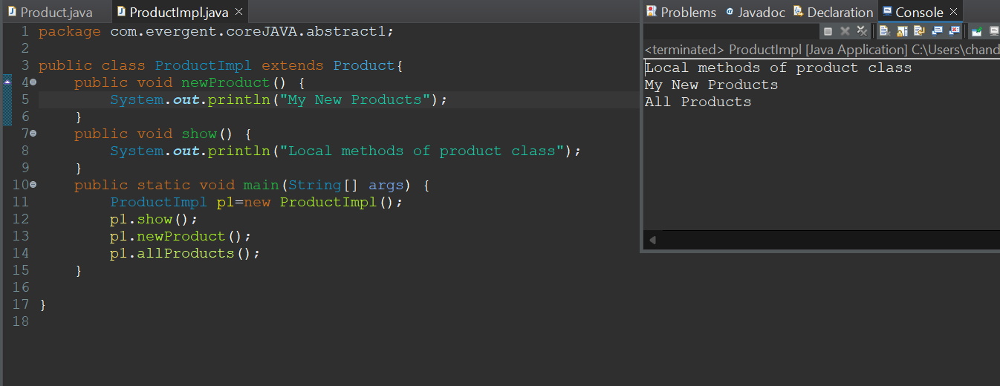 Product.java
ProductImpl.java
1 package com.evergent.coreJAVA.abstract1;
2
3 public class ProductImpl extends Product{
4 public void newProduct() {
5 System.out.println("My New Products");
6 }
7 public void show() {
8 System.out.println("Local methods of product class");
9 }
10 public static void main(String[] args) {
11 ProductImpl p1=new ProductImpl();
12 p1.show();
13 p1.newProduct();
14 p1.allProducts();
15 }
16
17 }
18
Problems @ Javadoc Declaration Console
<terminated> ProductImpl [Java Application] C:\Users\chand
Local methods of product class
My New Products
All Products